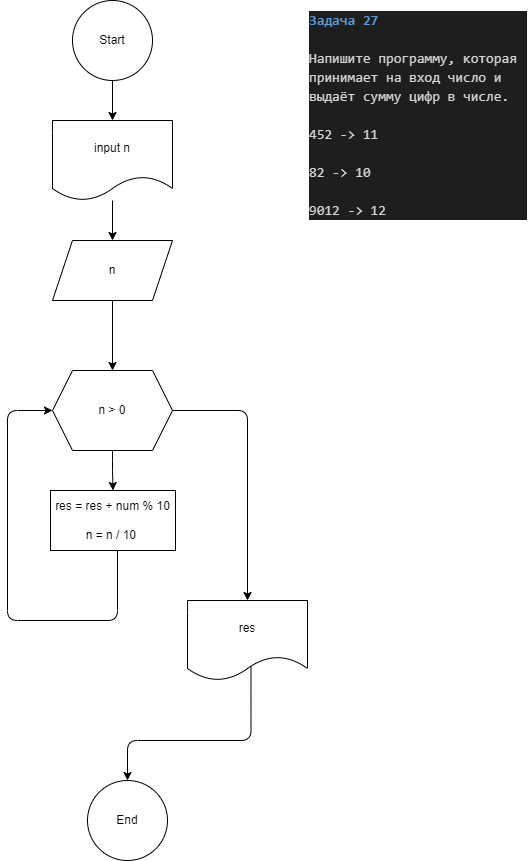 Start
input n
n
n > 0
res = res + num % 10
n = n / 10
res
End
Задача 27
Напишите программу, которая
принимает на вход число и
выдаёт сумму цифр в числе.
452 -> 11
82 -> 10
9012 -> 12